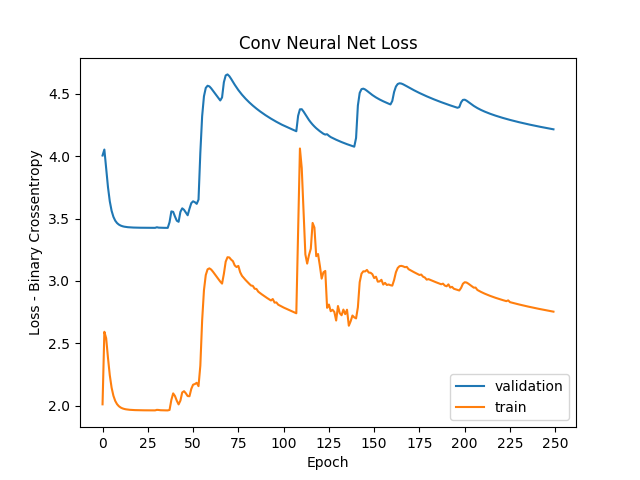 Conv Neural Net Loss
Loss - Binary Crossentropy
4.5
4.0
3.5
3.0
2.5
2.0
validation
train
0 25 50 75 100 125 150 175 200 225 250
Epoch